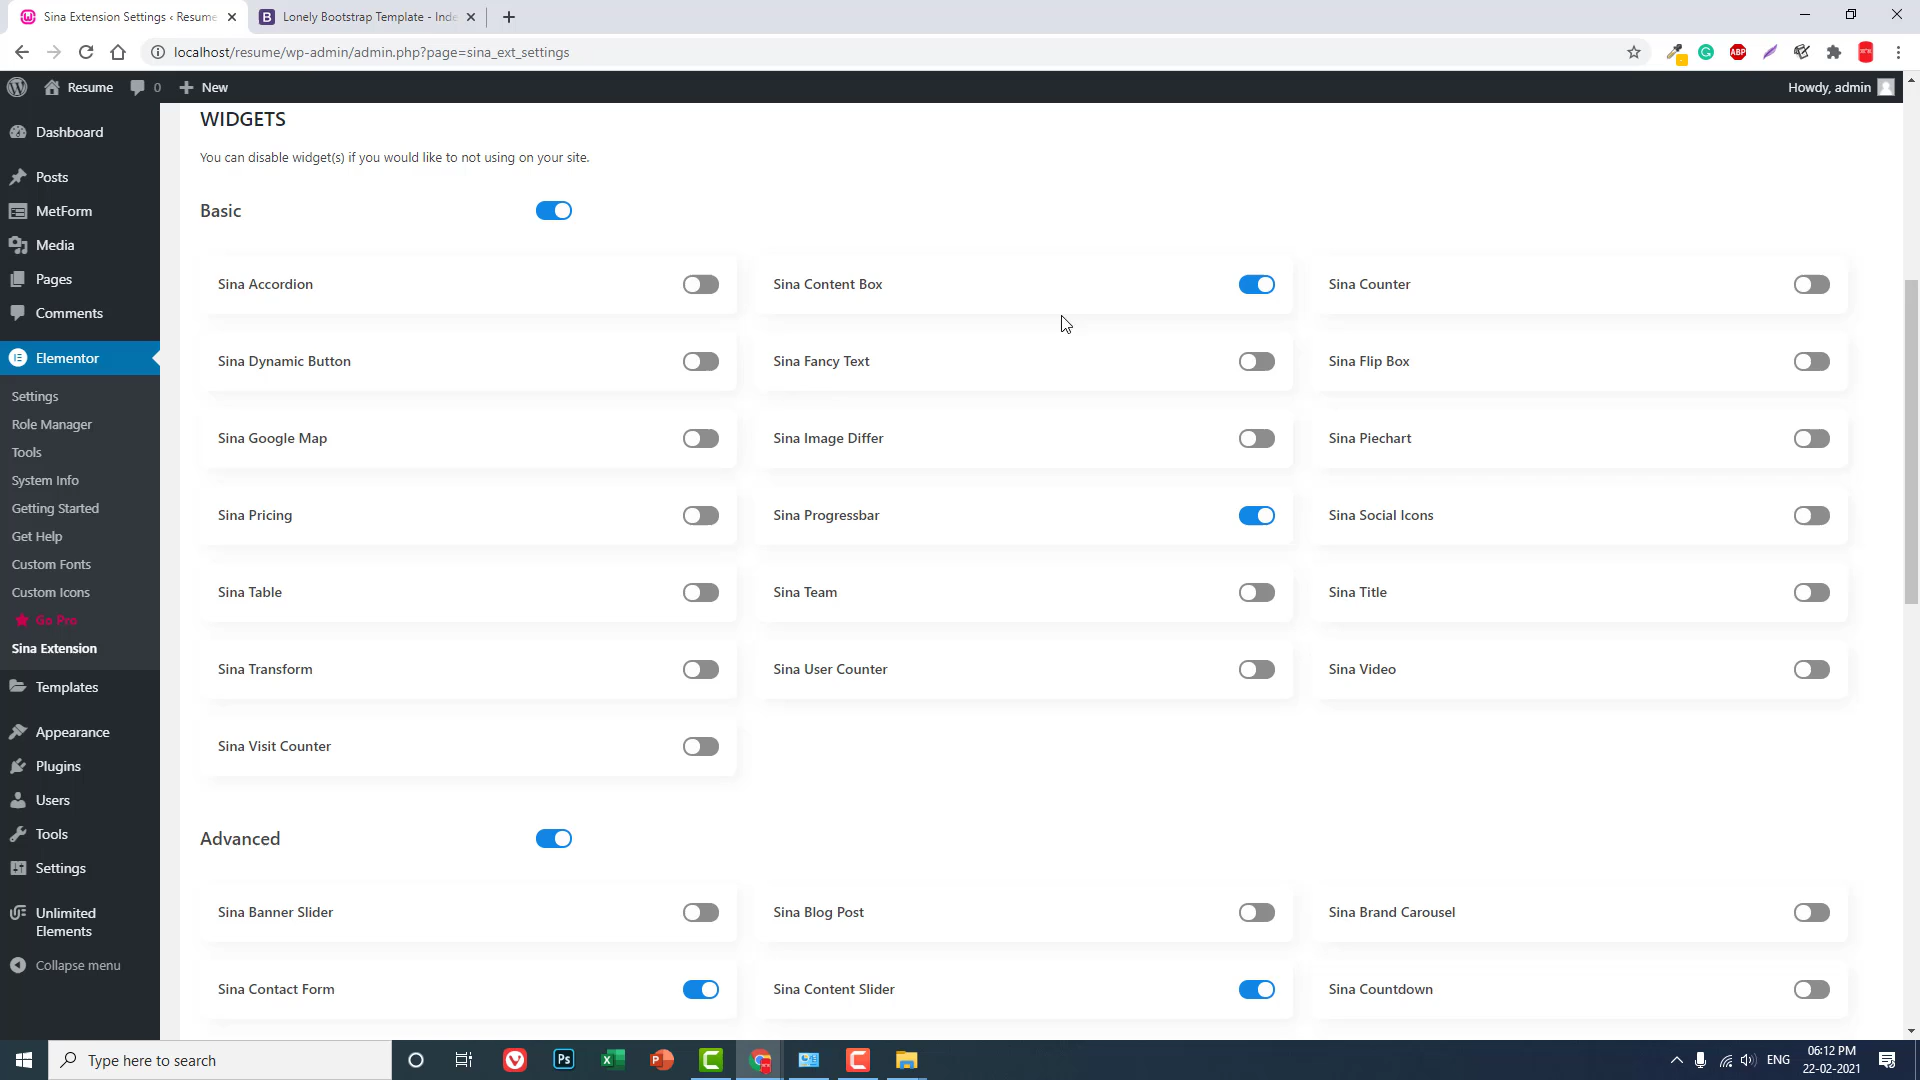 Sina Extension Settings ‹ Resume
Lonely Bootstrap Template - Inde
localhost/resume/wp-admin/admin.php?page=sina_ext_settings
ABP
Resume
0
New
Howdy, admin
Dashboard
Posts
MetForm
Media
Pages
Comments
Elementor
Settings
Role Manager
Tools
System Info
Getting Started
Get Help
Custom Fonts
Custom Icons
Go Pro
Sina Extension
Templates
Appearance
Plugins
Users
Tools
Settings
Unlimited
Elements
Collapse menu
WIDGETS
You can disable widget(s) if you would like to not using on your site.
Basic
Sina Accordion
Sina Content Box
Sina Counter
Sina Dynamic Button
Sina Fancy Text
Sina Flip Box
Sina Google Map
Sina Image Differ
Sina Piechart
Sina Pricing
Sina Progressbar
Sina Social Icons
Sina Table
Sina Team
Sina Title
Sina Transform
Sina User Counter
Sina Video
Sina Visit Counter
Advanced
Sina Banner Slider
Sina Blog Post
Sina Brand Carousel
Sina Contact Form
Sina Content Slider
Sina Countdown
Type here to search
Ps
ENG
06:12 PM
22-02-2021